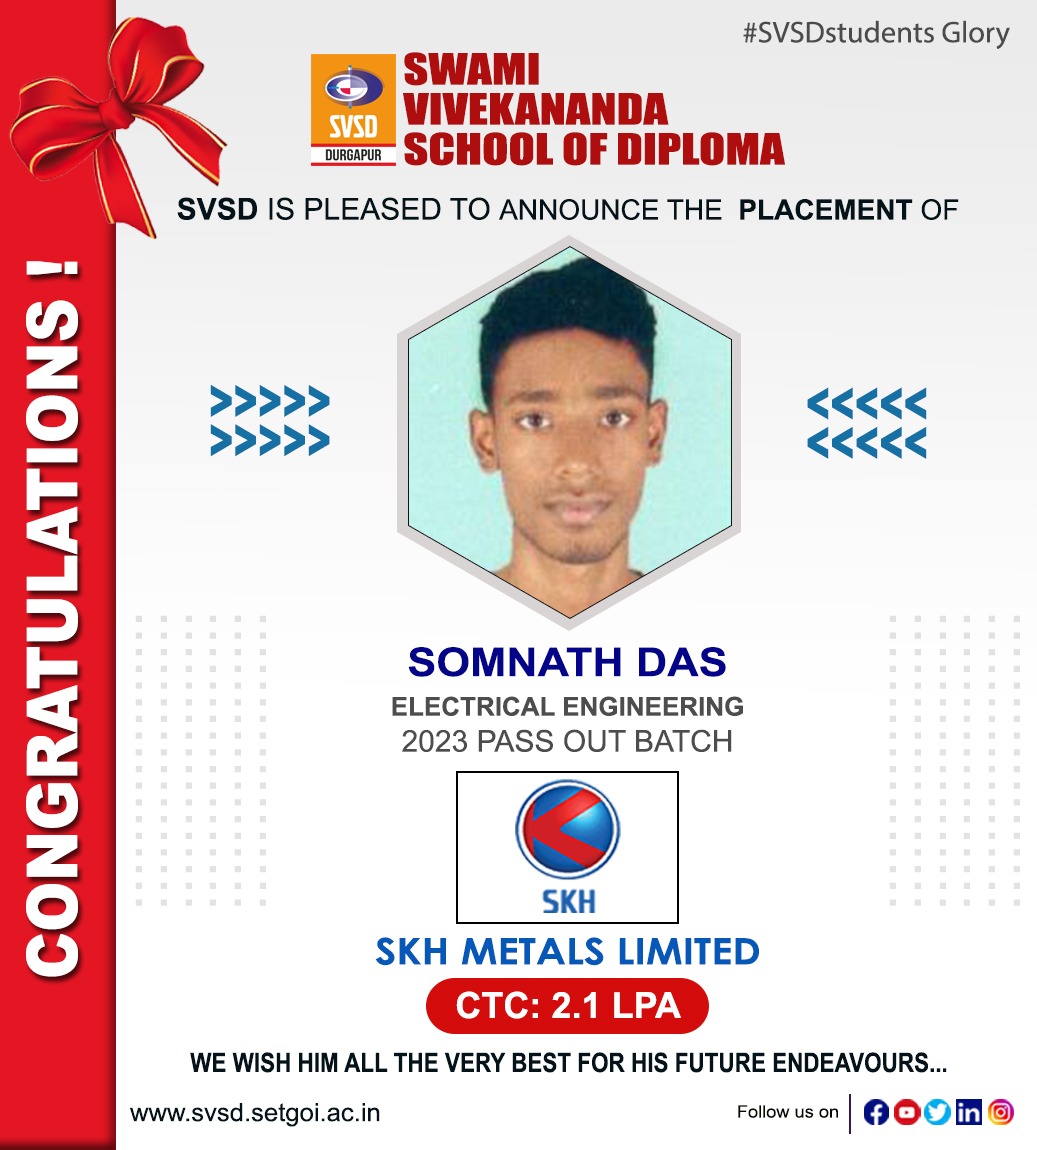 #SVSDstudents Glory
SVSD
DURGAPUR
SWAMI
VIVEKANANDA
SCHOOL OF DIPLOMA
SVSD IS PLEASED TO ANNOUNCE THE PLACEMENT OF
CONGRATULATIONS !
>>>>> <<<<<
>>>>> <<<<<
SOMNATH DAS
ELECTRICAL ENGINEERING
2023 PASS OUT BATCH
SKH
SKH METALS LIMITED
CTC: 2.1 LPA
WE WISH HIM ALL THE VERY BEST FOR HIS FUTURE ENDEAVOURS...
www.svsd.setgoi.ac.in
Follow us on